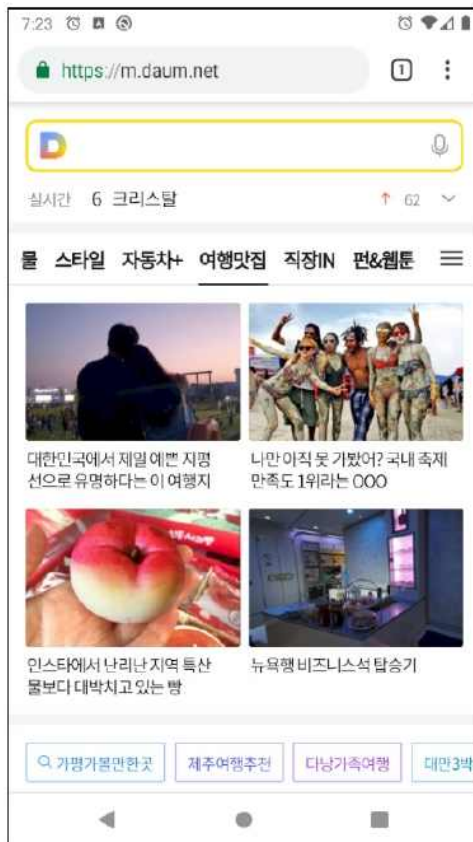 7:23
https://m.daum.net
1
D
실시간 6 크리스탈 ↑ 62
물 스타일 자동차+ 여행맛집 직장IN 펀&웹툰
대한민국에서 제일 예쁜 지평
선으로 유명하다는 이 여행지
나만 아직 못 가봤어? 국내 축제
만족도 1위라는 OOO
인스타에서 난리난 지역 특산
물보다 대박치고 있는 빵
뉴욕행 비즈니스석 탑승기
가평가볼만한곳 제주여행추천 다낭가족여행 대만3박